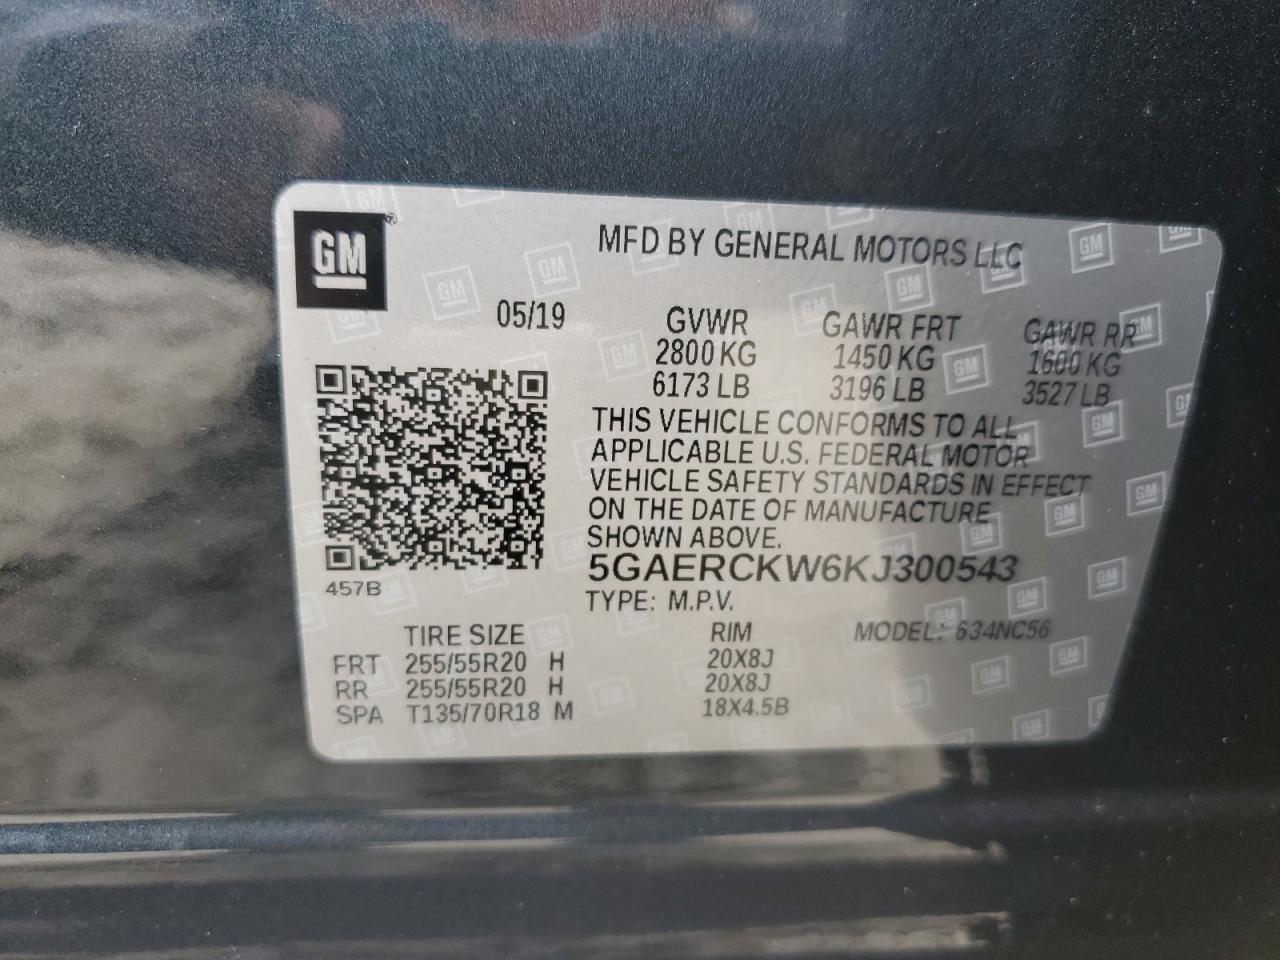 GM®
MFD BY GENERAL MOTORS LLC
05/19
GVWR GAWR FRT GAWR RR
2800 KG 1450 KG 1600 KG
6173 LB 3196 LB 3527 LB
THIS VEHICLE CONFORMS TO ALL
APPLICABLE U.S. FEDERAL MOTOR
VEHICLE SAFETY STANDARDS IN EFFECT
ON THE DATE OF MANUFACTURE
SHOWN ABOVE.
5GAERCKW6KJ300543
457B
TYPE: M.P.V.
TIRE SIZE RIM MODEL: 634NC56
FRT 255/55R20 H 20X8J
RR 255/55R20 H 20X8J
SPA T135/70R18 M 18X4.5B